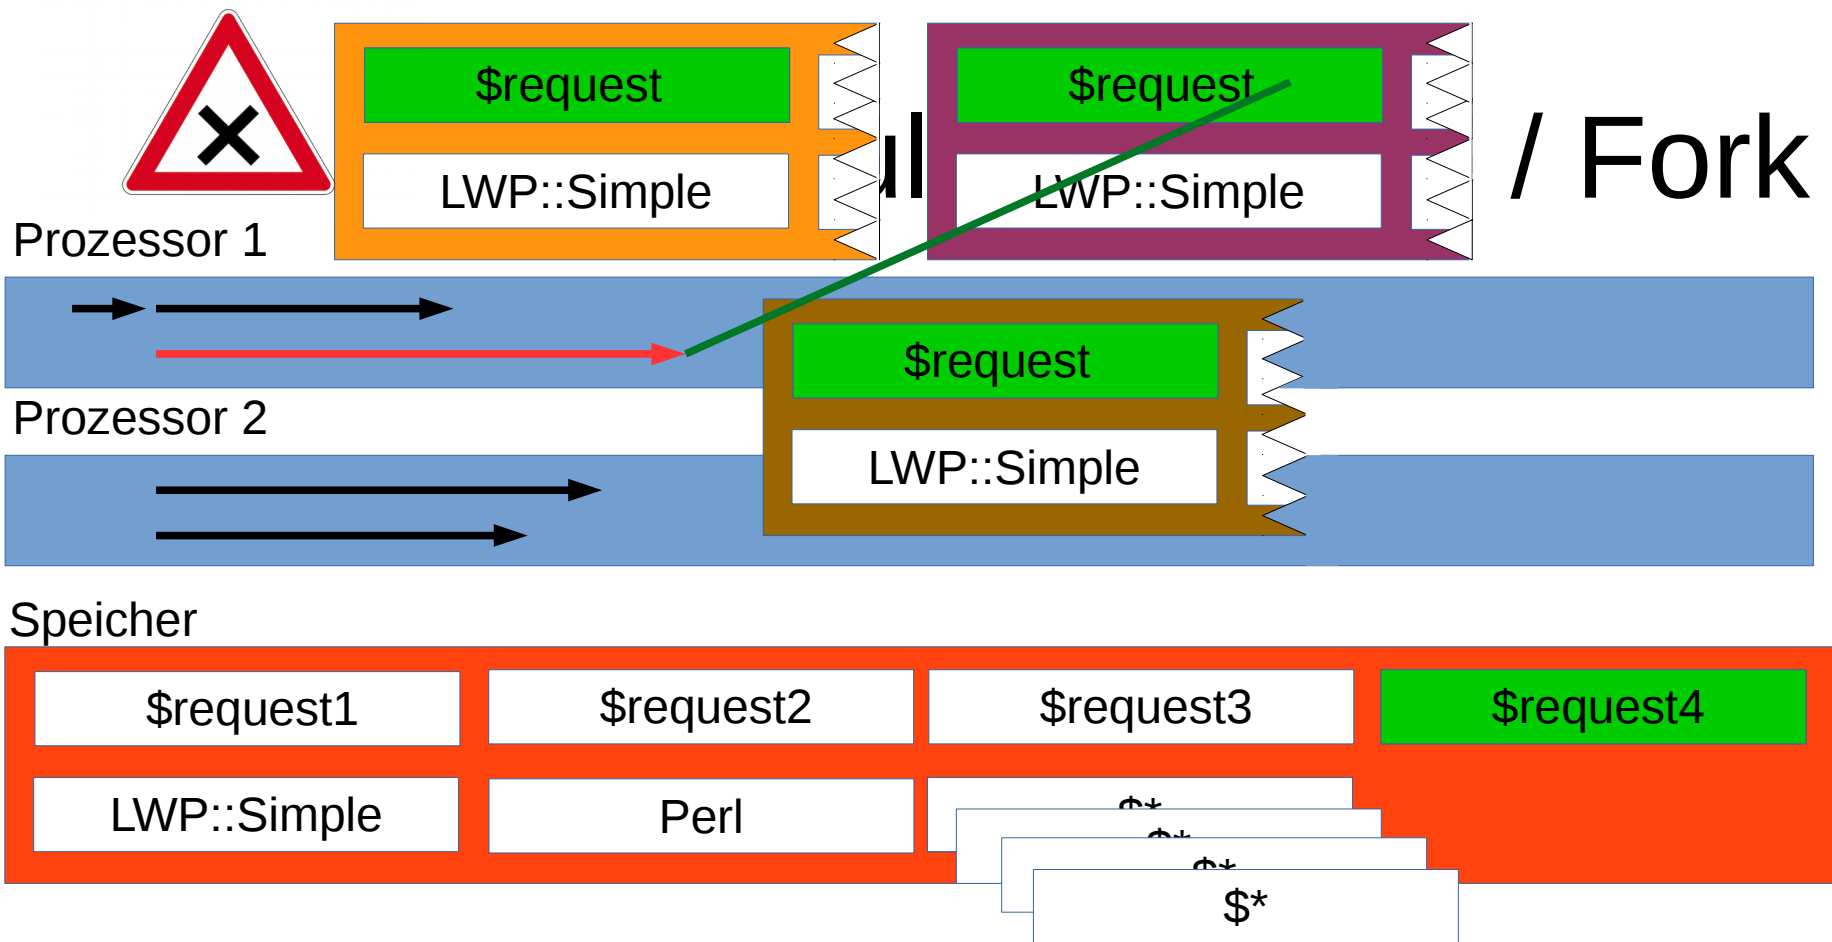 $request
$request
/ Fork
LWP::Simple
LWP::Simple
Prozessor 1
$request
Prozessor 2
LWP::Simple
Speicher
$request1
$request2
$request3
$request4
LWP::Simple
Perl
$*
$*
$*
$*